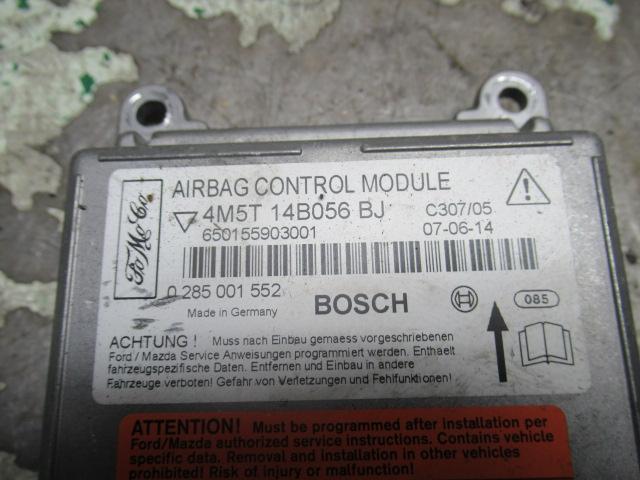 FoMoCo
AIRBAG CONTROL MODULE
4M5T 14B056 BJ C307/05
650155903001 07-06-14
0 285 001 552 BOSCH 085
Made in Germany
ACHTUNG ! Muss nach Einbau gemaess vorgeschriebenen
Ford / Mazda Service Anweisungen programmiert werden. Enthaelt
fahrzeugspezifische Daten. Entfernen und Einbau in andere
Fahrzeuge verboten! Gefahr von Verletzungen und Fehlfunktionen!
ATTENTION! Must be programmed after installation per
Ford/Mazda authorized service instructions. Contains vehicle
specific data. Removal and installation in other vehicles
prohibited! Risk of injury or malfunction!